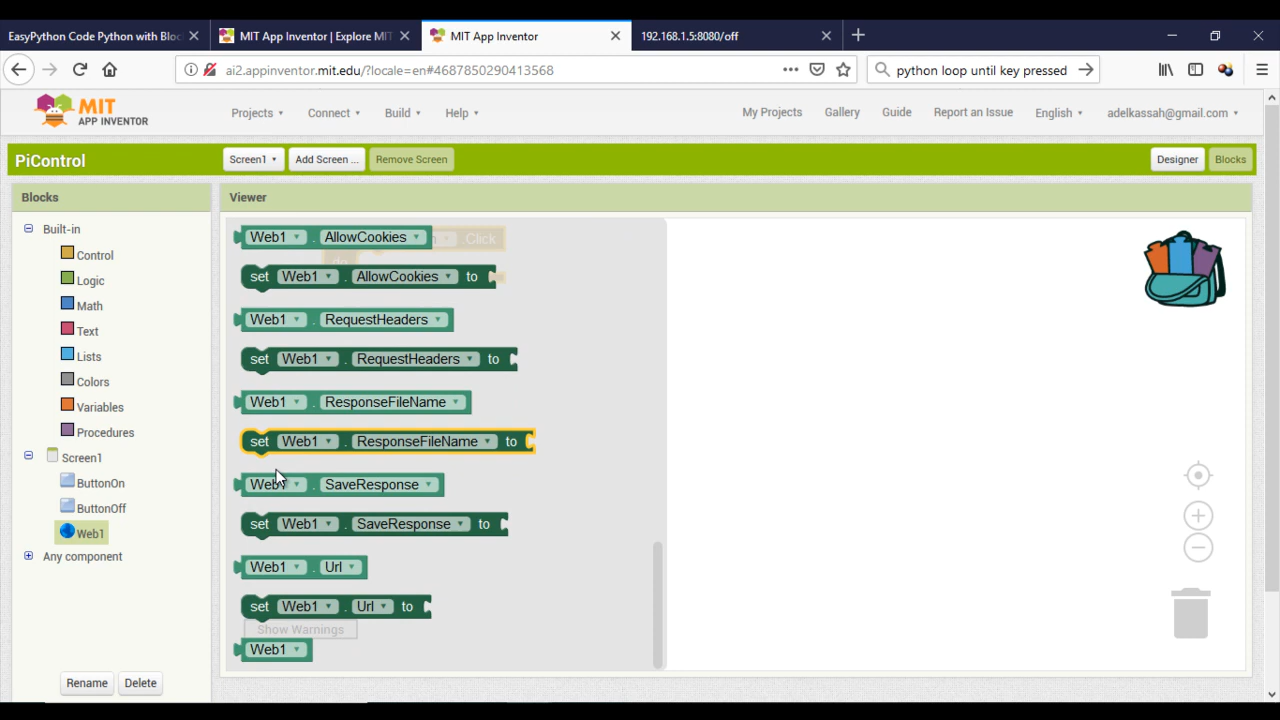 EasyPython Code Python with Bloc
MIT App Inventor | Explore MIT
MIT App Inventor
192.168.1.5:8080/off
ai2.appinventor.mit.edu/?locale=en#4687850290413568
python loop until key pressed
MIT
APP INVENTOR
Projects
Connect
Build
Help
My Projects
Gallery
Guide
Report an Issue
English
adelkassah@gmail.com
PiControl
Screen1
Add Screen ...
Remove Screen
Designer
Blocks
Blocks
Viewer
Built-in
Control
Logic
Math
Text
Lists
Colors
Variables
Procedures
Screen1
ButtonOn
ButtonOff
Web1
Any component
Rename
Delete
.Click
do
Web1 . AllowCookies
set Web1 . AllowCookies to
Web1 . RequestHeaders
set Web1 . RequestHeaders to
Web1 . ResponseFileName
set Web1 . ResponseFileName to
Web1 . SaveResponse
set Web1 . SaveResponse to
Web1 . Url
set Web1 . Url to
Show Warnings
Web1